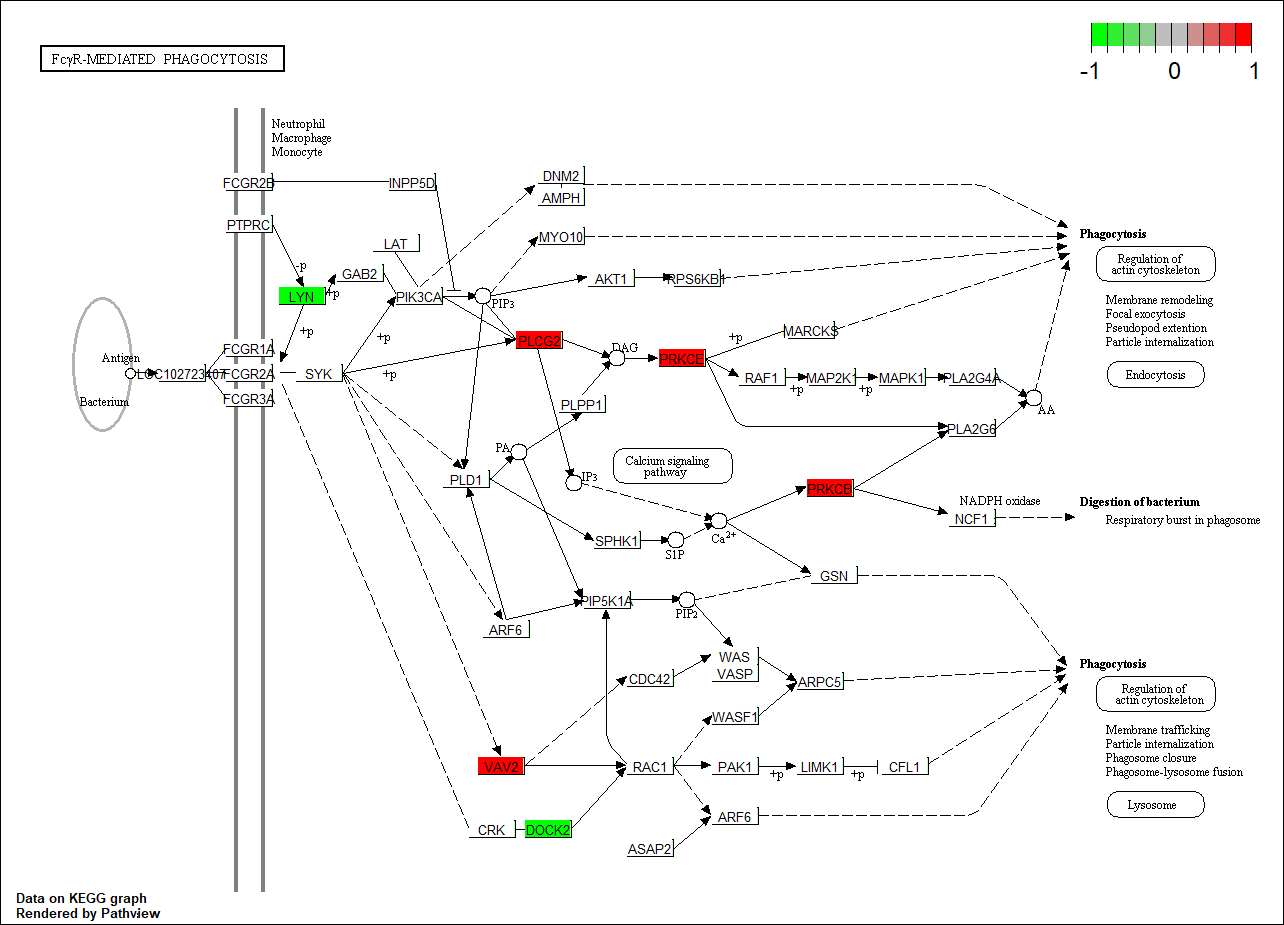 FcγR-MEDIATED PHAGOCYTOSIS
-1
0
1
Neutrophil
Macrophage
Monocyte
FCGR2B
INPP5D
DNM2
AMPH
PTPRC
LAT
MYO10
Phagocytosis
-p
GAB2
AKT1
RPS6KB1
Regulation of
actin cytoskeleton
LYN
+p
PIK3CA
PIP3
Membrane remodeling
Focal exocytosis
Pseudopod extention
Particle internalization
+p
+p
PLCG2
DAG
+p
MARCKS
FCGR1A
Antigen
LOC102723407
FCGR2A
SYK
+p
PRKCE
RAF1
+p
MAP2K1
+p
MAPK1
PLA2G4A
Endocytosis
FCGR3A
Bacterium
PLPP1
AA
PLA2G6
PA
Calcium signaling
pathway
PLD1
IP3
PRKCB
NADPH oxidase
NCF1
Digestion of bacterium
Respiratory burst in phagosome
SPHK1
S1P
Ca2+
GSN
PIP5K1A
PIP2
ARF6
WAS
VASP
Phagocytosis
CDC42
ARPC5
Regulation of
actin cytoskeleton
WASF1
Membrane trafficking
Particle internalization
Phagosome closure
Phagosome-lysosome fusion
VAV2
RAC1
PAK1
+p
LIMK1
+p
CFL1
Lysosome
CRK
DOCK2
ARF6
ASAP2
Data on KEGG graph
Rendered by Pathview